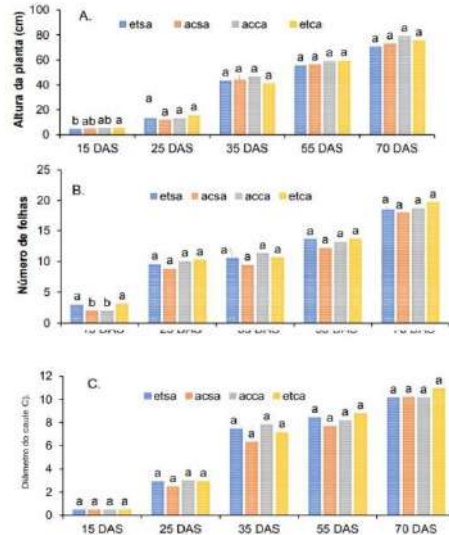 A.
etsa acsa acca etca
Altura da planta (cm)
100
80
60
40
20
0
b ab ab a
a a a a
a a a a
a a a a
a a a a
15 DAS 25 DAS 35 DAS 55 DAS 70 DAS
B.
etsa acsa acca etca
Número de folhas
25
20
15
10
5
0
a b b a
a a a a
a a a a
a a a a
a a a a
C.
etsa acsa acca etca
Diâmetro do caule C).
12
10
8
6
4
2
0
a a a a
a a a a
a a a a
a a a a
a a a a
15 DAS 25 DAS 35 DAS 55 DAS 70 DAS